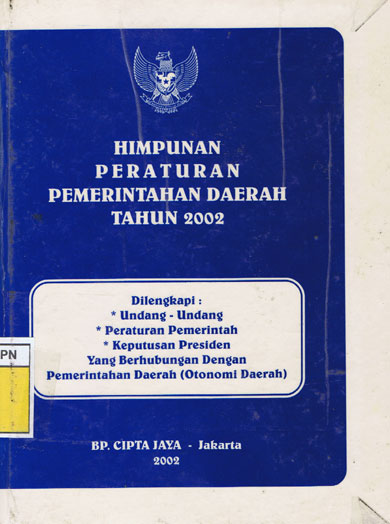 HIMPUNAN
PERATURAN
PEMERINTAHAN DAERAH
TAHUN 2002
Dilengkapi :
* Undang - Undang
* Peraturan Pemerintah
* Keputusan Presiden
Yang Berhubungan Dengan
Pemerintahan Daerah (Otonomi Daerah)
PN
BP. CIPTA JAYA - Jakarta
2002